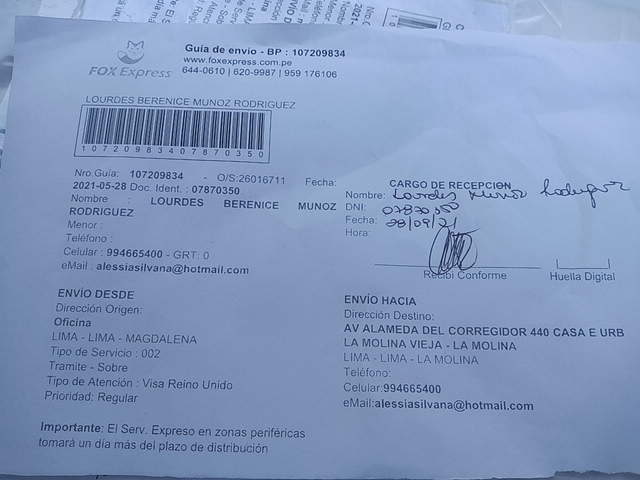 FOX Express
Guía de envío - BP : 107209834
www.foxexpress.com.pe
644-0610 | 620-9987 | 959 176106
LOURDES BERENICE MUNOZ RODRIGUEZ
10720983407870350
Nro.Guía: 107209834 - O/S:26016711 Fecha:
2021-05-28 Doc. Ident. : 07870350
Nombre : LOURDES BERENICE MUNOZ
RODRIGUEZ
Menor :
Teléfono :
Celular : 994665400 - GRT: 0
eMail : alessiasilvana@hotmail.com
CARGO DE RECEPCION
Nombre: Lourdes Munoz Rodriguez
DNI: 07870350
Fecha:
Hora:
Recibi Conforme
Huella Digital
ENVÍO DESDE
Dirección Origen:
Oficina
LIMA - LIMA - MAGDALENA
Tipo de Servicio : 002
Tramite - Sobre
Tipo de Atención : Visa Reino Unido
Prioridad: Regular
ENVÍO HACIA
Dirección Destino:
AV ALAMEDA DEL CORREGIDOR 440 CASA E URB
LA MOLINA VIEJA - LA MOLINA
LIMA - LIMA - LA MOLINA
Teléfono:
Celular:994665400
eMail:alessiasilvana@hotmail.com
Importante: El Serv. Expreso en zonas periféricas
tomará un día más del plazo de distribución